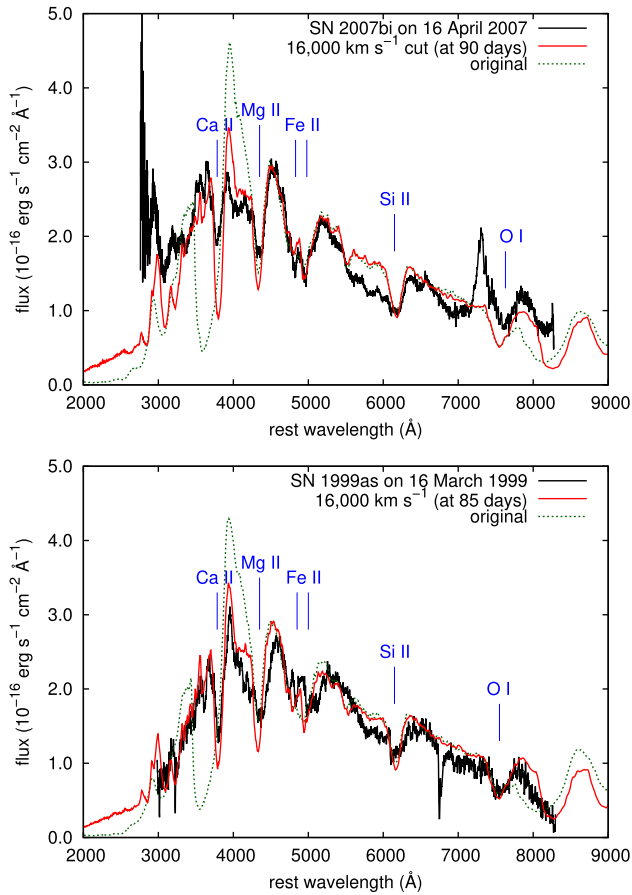 SN 2007bi on 16 April 2007
16,000 km s⁻¹ cut (at 90 days)
original
Ca II
Mg II
Fe II
Si II
O I
flux (10⁻¹⁶ erg s⁻¹ cm⁻² Å⁻¹)
5.0
4.0
3.0
2.0
1.0
0.0
2000 3000 4000 5000 6000 7000 8000 9000
rest wavelength (Å)
SN 1999as on 16 March 1999
16,000 km s⁻¹ (at 85 days)
original
Ca II
Mg II
Fe II
Si II
O I
flux (10⁻¹⁶ erg s⁻¹ cm⁻² Å⁻¹)
5.0
4.0
3.0
2.0
1.0
0.0
2000 3000 4000 5000 6000 7000 8000 9000
rest wavelength (Å)